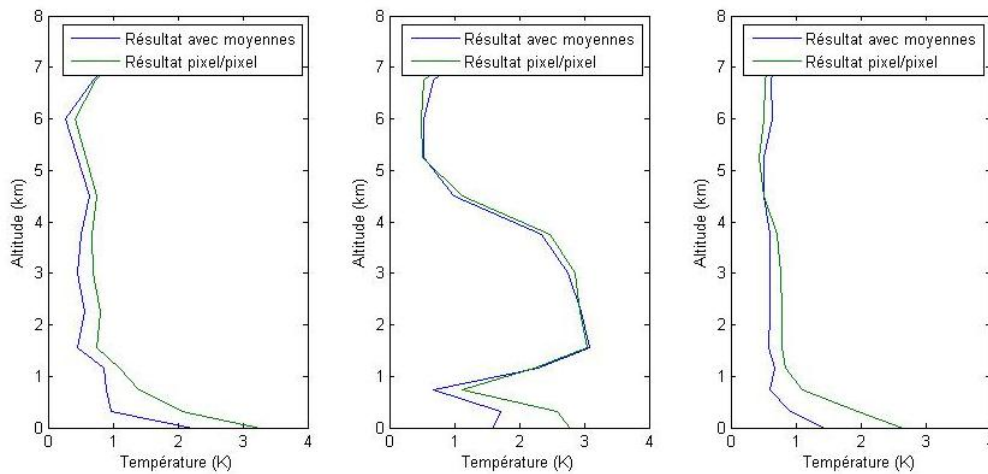 8
7
6
5
4
3
2
1
0
Altitude (km)
Résultat avec moyennes
Résultat pixel/pixel
0 1 2 3 4
Température (K)
8
7
6
5
4
3
2
1
0
Altitude (km)
Résultat avec moyennes
Résultat pixel/pixel
0 1 2 3 4
Température (K)
8
7
6
5
4
3
2
1
0
Altitude (km)
Résultat avec moyennes
Résultat pixel/pixel
0 1 2 3 4
Température (K)